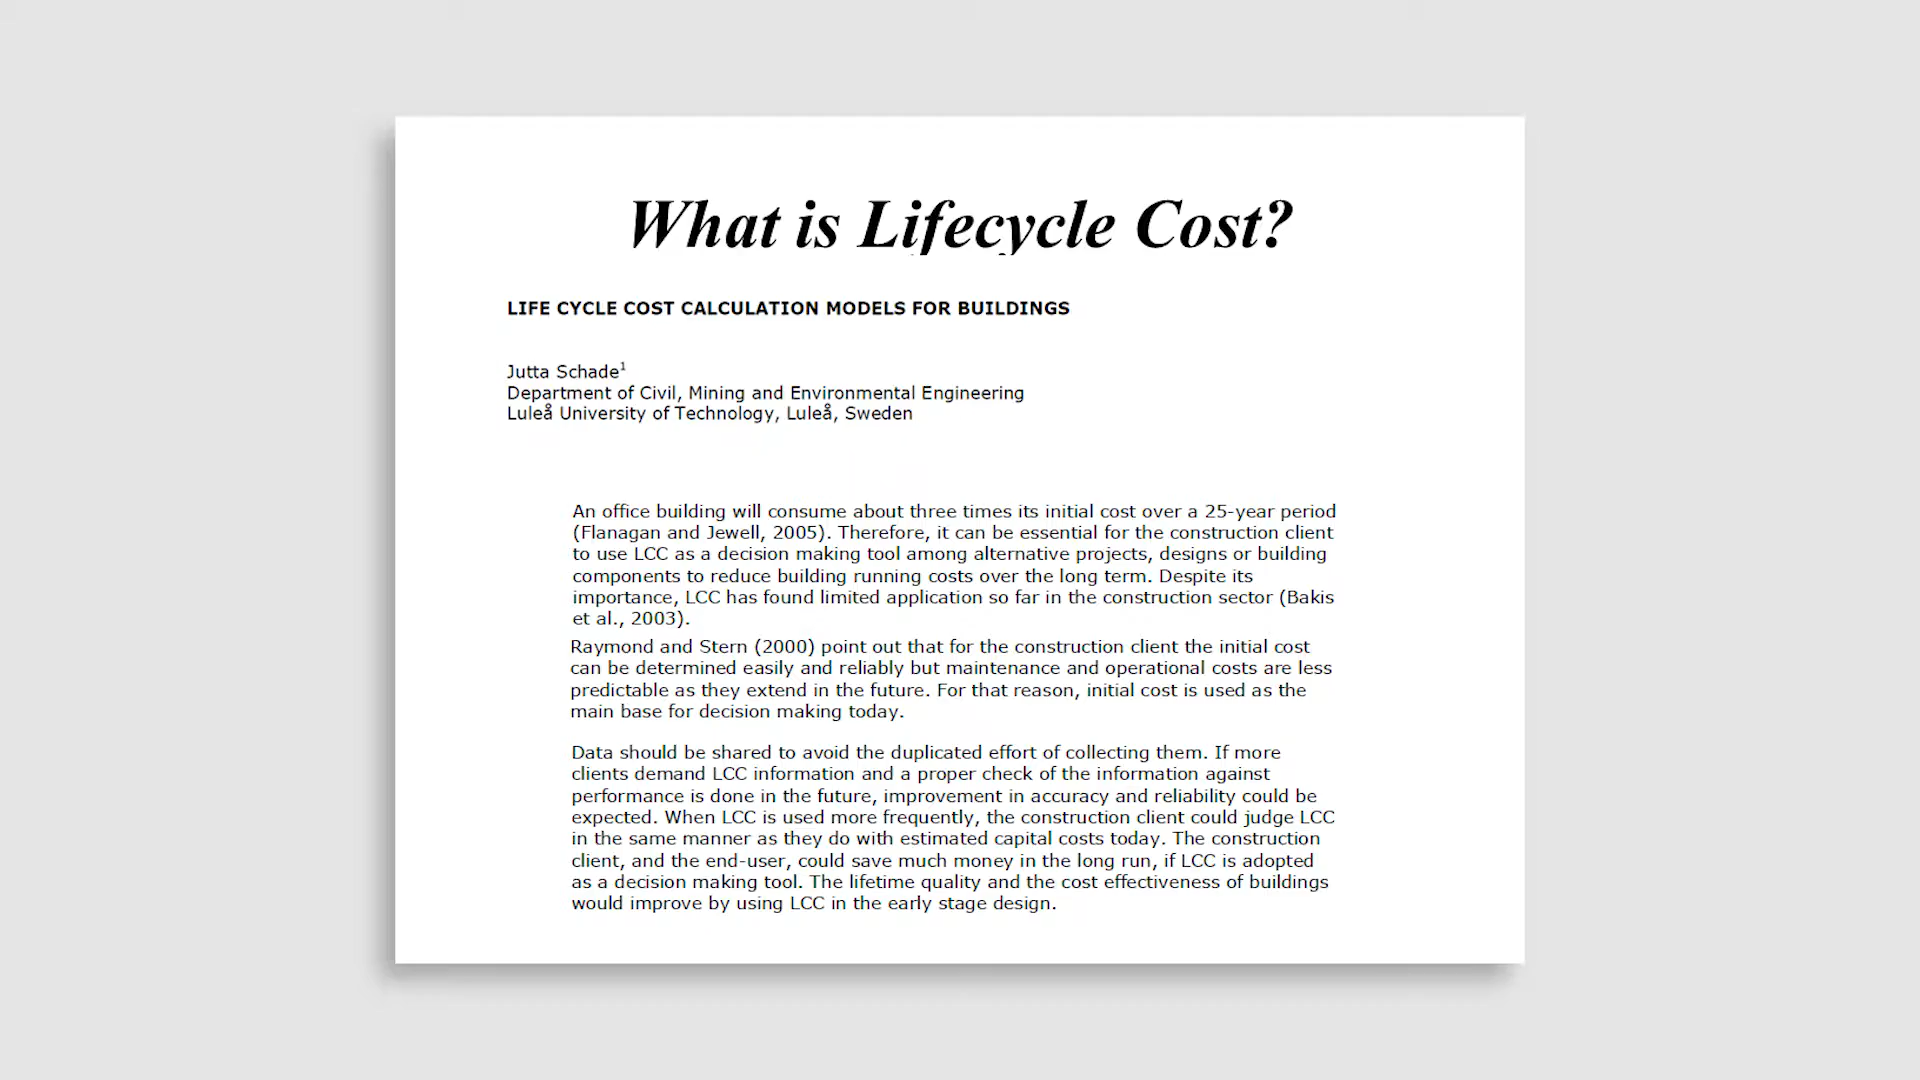 What is Lifecycle Cost?
LIFE CYCLE COST CALCULATION MODELS FOR BUILDINGS
Jutta Schade¹
Department of Civil, Mining and Environmental Engineering
Luleå University of Technology, Luleå, Sweden
An office building will consume about three times its initial cost over a 25-year period
(Flanagan and Jewell, 2005). Therefore, it can be essential for the construction client
to use LCC as a decision making tool among alternative projects, designs or building
components to reduce building running costs over the long term. Despite its
importance, LCC has found limited application so far in the construction sector (Bakis
et al., 2003).
Raymond and Stern (2000) point out that for the construction client the initial cost
can be determined easily and reliably but maintenance and operational costs are less
predictable as they extend in the future. For that reason, initial cost is used as the
main base for decision making today.
Data should be shared to avoid the duplicated effort of collecting them. If more
clients demand LCC information and a proper check of the information against
performance is done in the future, improvement in accuracy and reliability could be
expected. When LCC is used more frequently, the construction client could judge LCC
in the same manner as they do with estimated capital costs today. The construction
client, and the end-user, could save much money in the long run, if LCC is adopted
as a decision making tool. The lifetime quality and the cost effectiveness of buildings
would improve by using LCC in the early stage design.